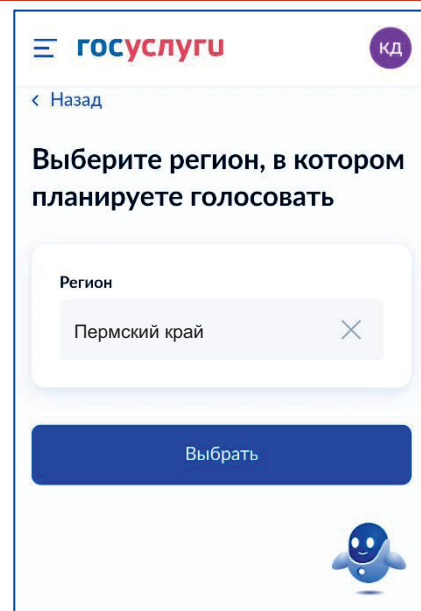 госуслуги
КД
< Назад
Выберите регион, в котором
планируете голосовать
Регион
Пермский край
Выбрать